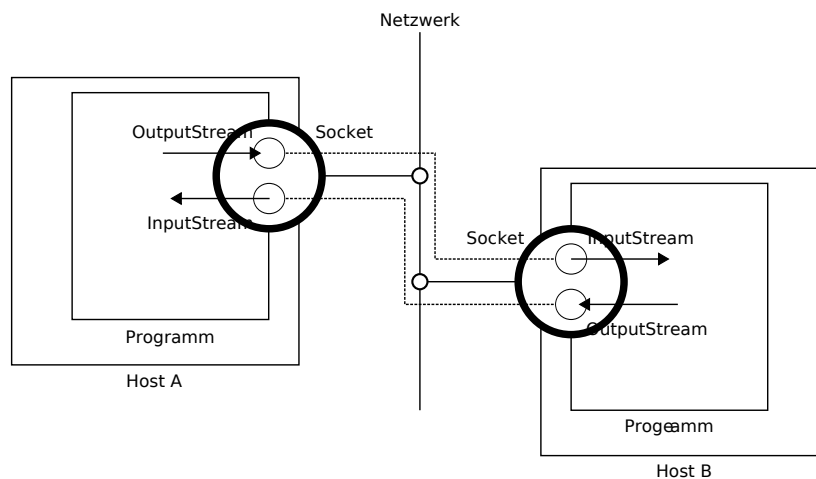 Netzwerk
OutputStream
Socket
InputStream
Socket
InputStream
OutputStream
Programm
Host A
Progeamm
Host B